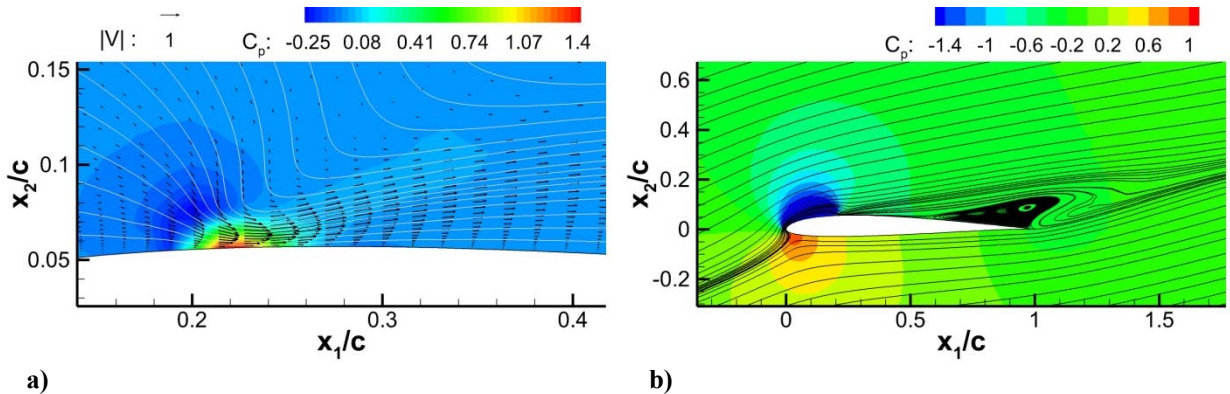 |V| : 1 C_p: -0.25 0.08 0.41 0.74 1.07 1.4
0.15
0.1
0.05
x_2/c
0.2 0.3 0.4
x_1/c
a)
C_p: -1.4 -1 -0.6 -0.2 0.2 0.6 1
0.6
0.4
0.2
0
-0.2
x_2/c
0 0.5 1 1.5
x_1/c
b)